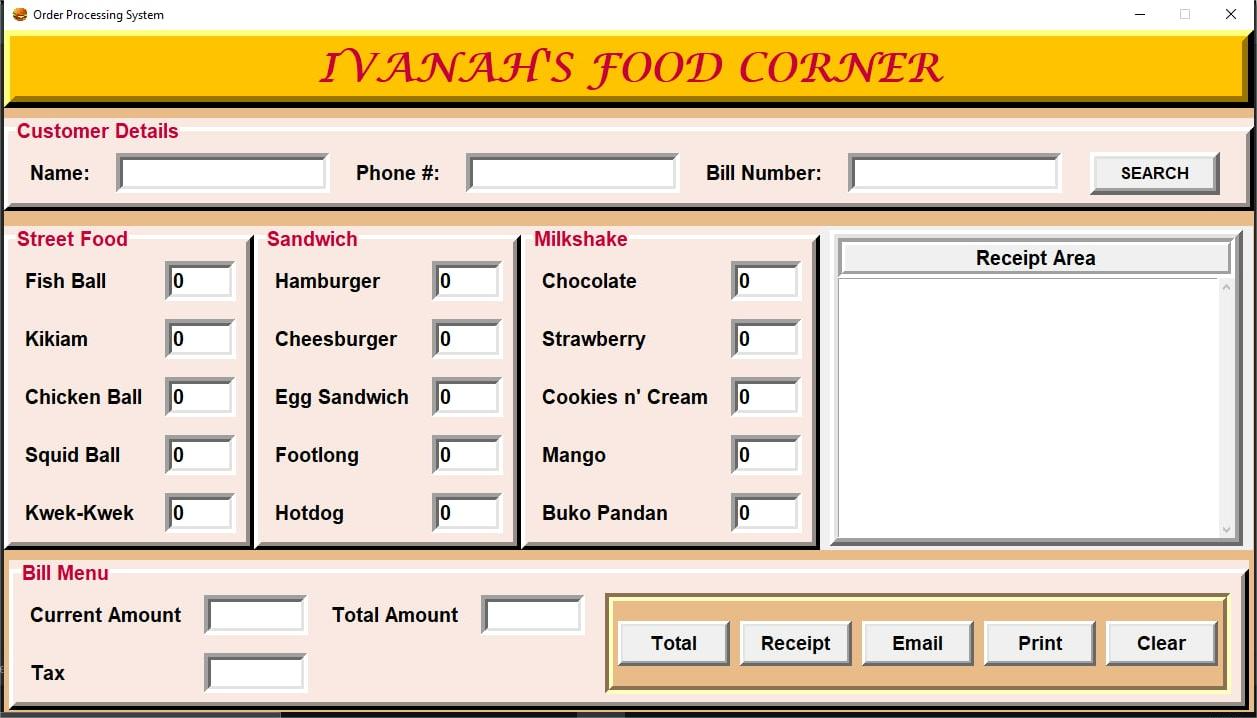 Order Processing System
IVANAH'S FOOD CORNER
Customer Details
Name: Phone #: Bill Number: SEARCH
Street Food
Fish Ball 0
Kikiam 0
Chicken Ball 0
Squid Ball 0
Kwek-Kwek 0
Sandwich
Hamburger 0
Cheesburger 0
Egg Sandwich 0
Footlong 0
Hotdog 0
Milkshake
Chocolate 0
Strawberry 0
Cookies n' Cream 0
Mango 0
Buko Pandan 0
Receipt Area
Bill Menu
Current Amount Total Amount
Tax
Total Receipt Email Print Clear